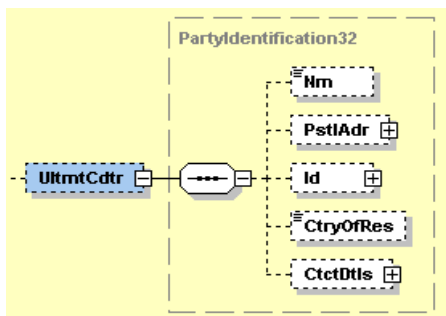 PartyIdentification32
Nm
PstlAdr
UltmtCdtr
Id
CtryOfRes
CtctDtls